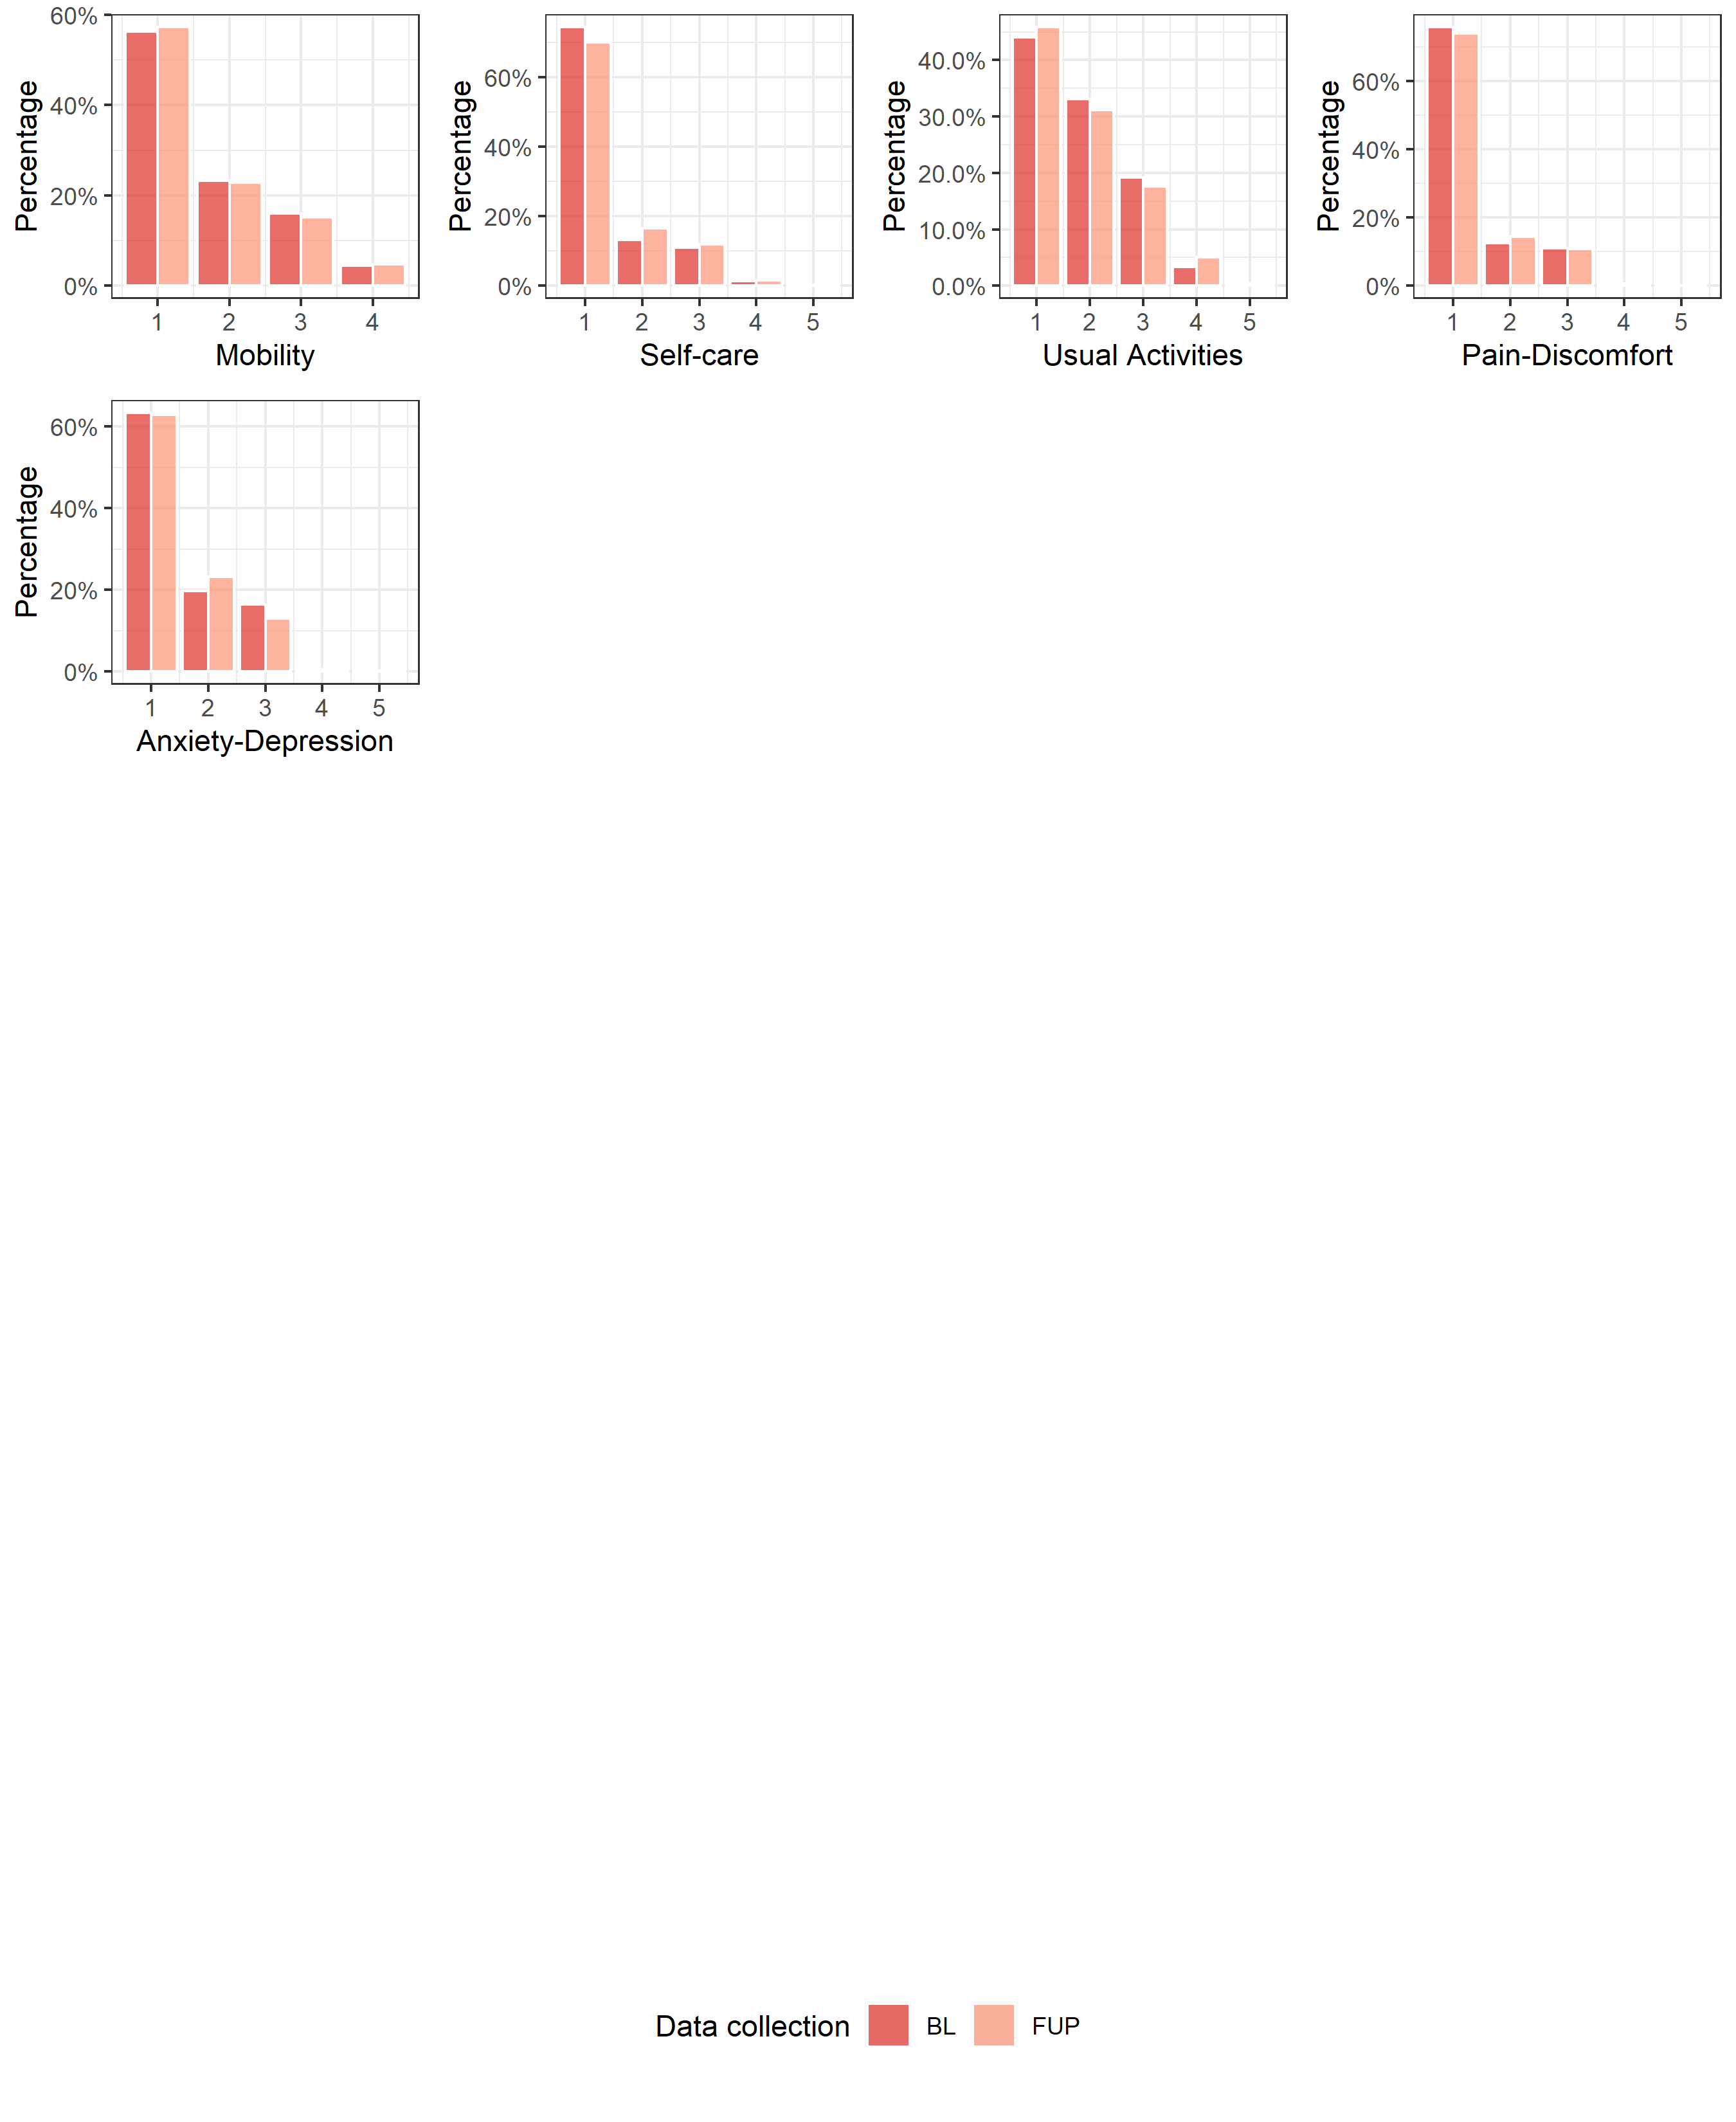 Percentage
60%
40%
20%
0%
1 2 3 4
Mobility
Percentage
60%
40%
20%
0%
1 2 3 4 5
Self-care
Percentage
40.0%
30.0%
20.0%
10.0%
0.0%
1 2 3 4 5
Usual Activities
Percentage
60%
40%
20%
0%
1 2 3 4 5
Pain-Discomfort
Percentage
60%
40%
20%
0%
1 2 3 4 5
Anxiety-Depression
Data collection BL FUP